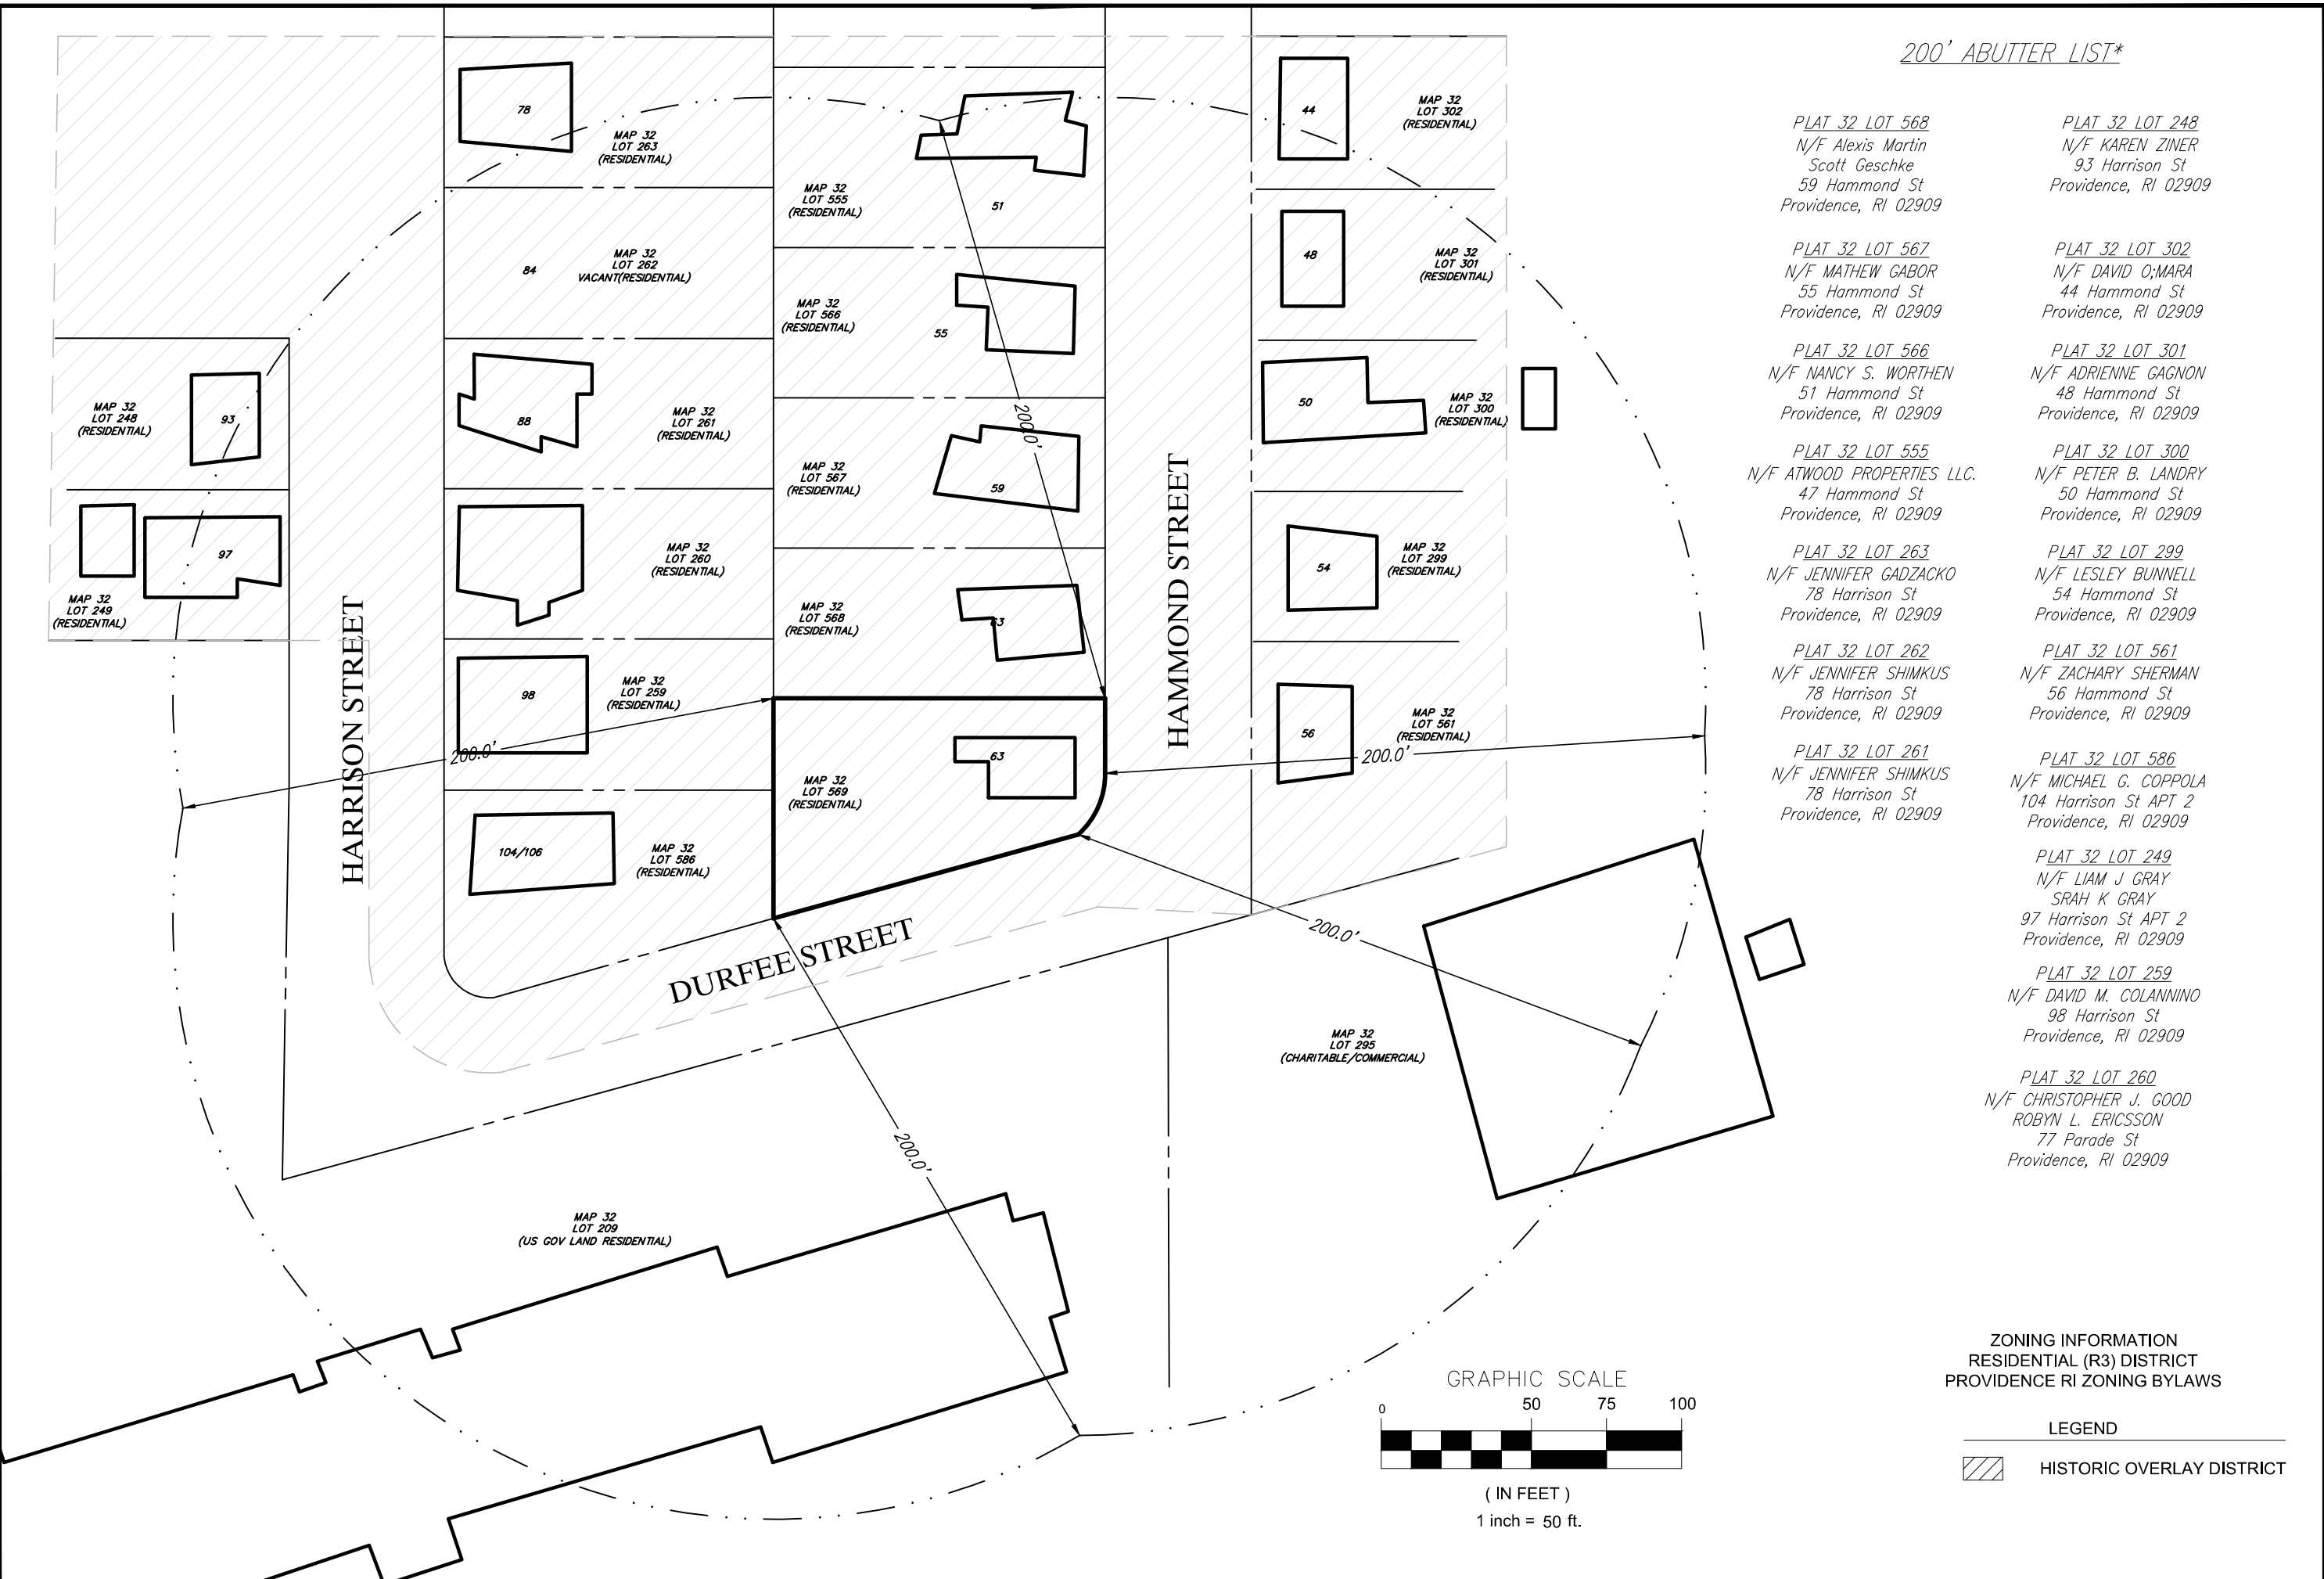 78
MAP 32
LOT 263
(RESIDENTIAL)
84
MAP 32
LOT 262
VACANT(RESIDENTIAL)
MAP 32
LOT 248
(RESIDENTIAL)
93
88
MAP 32
LOT 261
(RESIDENTIAL)
97
MAP 32
LOT 249
(RESIDENTIAL)
MAP 32
LOT 260
(RESIDENTIAL)
98
MAP 32
LOT 259
(RESIDENTIAL)
200.0'
104/106
MAP 32
LOT 586
(RESIDENTIAL)
HARRISON STREET
MAP 32
LOT 555
(RESIDENTIAL)
51
MAP 32
LOT 566
(RESIDENTIAL)
55
200.0'
MAP 32
LOT 567
(RESIDENTIAL)
59
MAP 32
LOT 568
(RESIDENTIAL)
63
MAP 32
LOT 569
(RESIDENTIAL)
63
HAMMOND STREET
44
MAP 32
LOT 302
(RESIDENTIAL)
48
MAP 32
LOT 301
(RESIDENTIAL)
50
MAP 32
LOT 300
(RESIDENTIAL)
54
MAP 32
LOT 299
(RESIDENTIAL)
56
MAP 32
LOT 561
(RESIDENTIAL)
200.0'
200.0'
DURFEE STREET
MAP 32
LOT 295
(CHARITABLE/COMMERCIAL)
200.0'
MAP 32
LOT 209
(US GOV LAND RESIDENTIAL)
200' ABUTTER LIST*
PLAT 32 LOT 568
N/F Alexis Martin
Scott Geschke
59 Hammond St
Providence, RI 02909
PLAT 32 LOT 567
N/F MATHEW GABOR
55 Hammond St
Providence, RI 02909
PLAT 32 LOT 566
N/F NANCY S. WORTHEN
51 Hammond St
Providence, RI 02909
PLAT 32 LOT 555
N/F ATWOOD PROPERTIES LLC.
47 Hammond St
Providence, RI 02909
PLAT 32 LOT 263
N/F JENNIFER GADZACKO
78 Harrison St
Providence, RI 02909
PLAT 32 LOT 262
N/F JENNIFER SHIMKUS
78 Harrison St
Providence, RI 02909
PLAT 32 LOT 261
N/F JENNIFER SHIMKUS
78 Harrison St
Providence, RI 02909
PLAT 32 LOT 248
N/F KAREN ZINER
93 Harrison St
Providence, RI 02909
PLAT 32 LOT 302
N/F DAVID O;MARA
44 Hammond St
Providence, RI 02909
PLAT 32 LOT 301
N/F ADRIENNE GAGNON
48 Hammond St
Providence, RI 02909
PLAT 32 LOT 300
N/F PETER B. LANDRY
50 Hammond St
Providence, RI 02909
PLAT 32 LOT 299
N/F LESLEY BUNNELL
54 Hammond St
Providence, RI 02909
PLAT 32 LOT 561
N/F ZACHARY SHERMAN
56 Hammond St
Providence, RI 02909
PLAT 32 LOT 586
N/F MICHAEL G. COPPOLA
104 Harrison St APT 2
Providence, RI 02909
PLAT 32 LOT 249
N/F LIAM J GRAY
SRAH K GRAY
97 Harrison St APT 2
Providence, RI 02909
PLAT 32 LOT 259
N/F DAVID M. COLANNINO
98 Harrison St
Providence, RI 02909
PLAT 32 LOT 260
N/F CHRISTOPHER J. GOOD
ROBYN L. ERICSSON
77 Parade St
Providence, RI 02909
GRAPHIC SCALE
0 50 75 100
( IN FEET )
1 inch = 50 ft.
ZONING INFORMATION
RESIDENTIAL (R3) DISTRICT
PROVIDENCE RI ZONING BYLAWS
LEGEND
HISTORIC OVERLAY DISTRICT